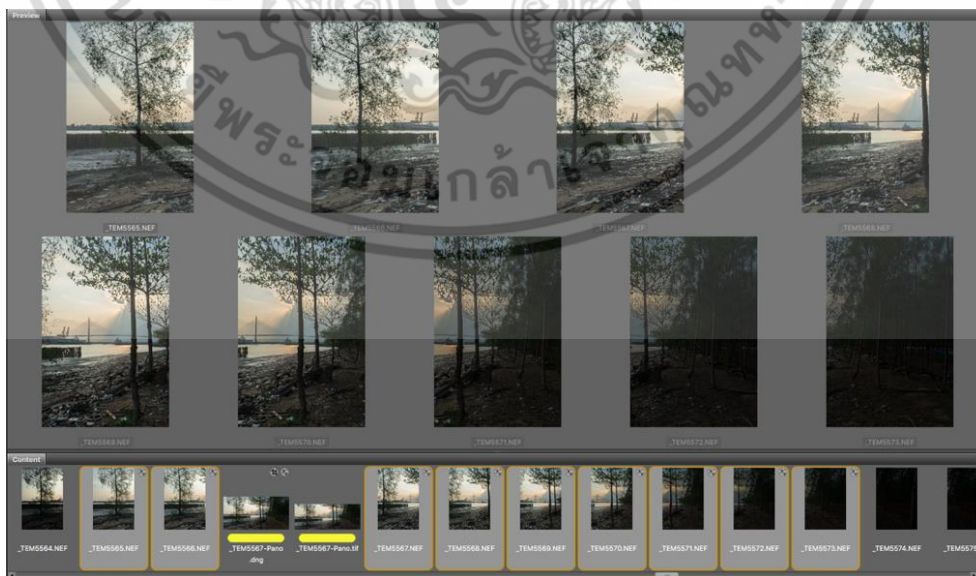 Preview
_TEM5565.NEF
_TEM5566.NEF
_TEM5567.NEF
_TEM5568.NEF
_TEM5569.NEF
_TEM5570.NEF
_TEM5571.NEF
_TEM5572.NEF
_TEM5573.NEF
Content
_TEM5564.NEF
_TEM5565.NEF
_TEM5566.NEF
_TEM5567-Pano
.dng
_TEM5567-Pano.tif
_TEM5567.NEF
_TEM5568.NEF
_TEM5569.NEF
_TEM5570.NEF
_TEM5571.NEF
_TEM5572.NEF
_TEM5573.NEF
_TEM5574.NEF